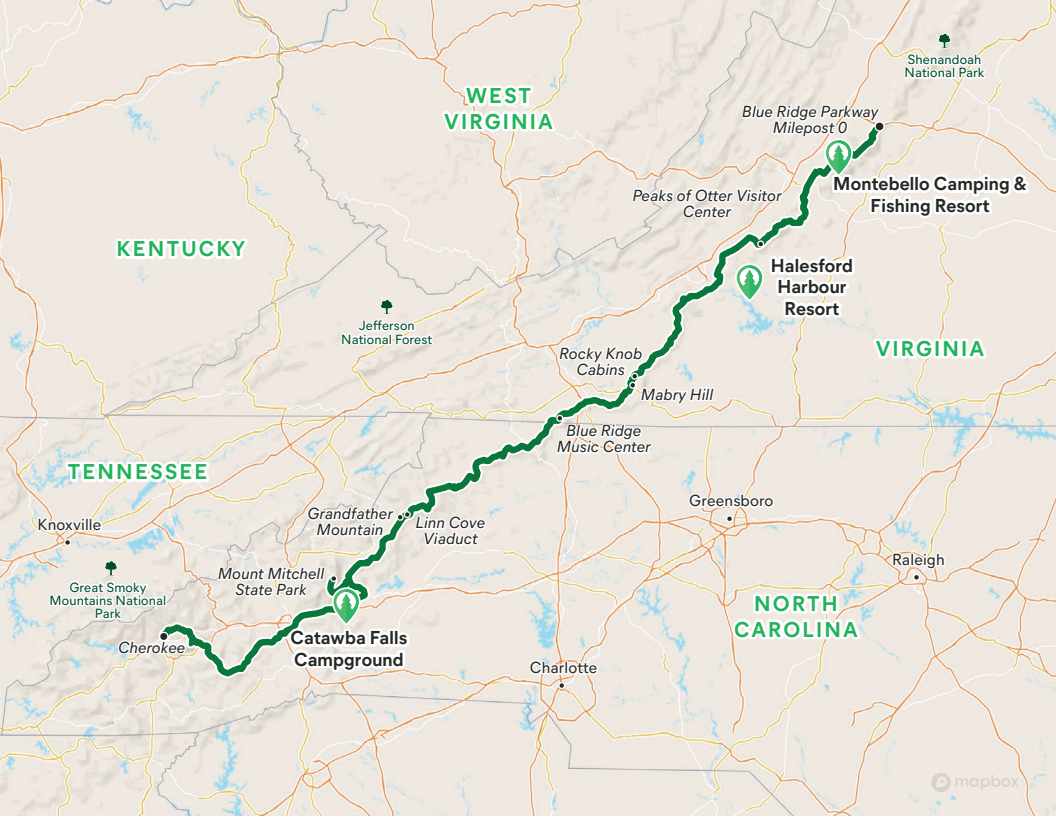 Shenandoah
National Park
WEST
VIRGINIA
Blue Ridge Parkway
Milepost 0
Montebello Camping &
Fishing Resort
Peaks of Otter Visitor
Center
KENTUCKY
Halesford
Harbour
Resort
Jefferson
National Forest
VIRGINIA
Rocky Knob
Cabins
Mabry Hill
Blue Ridge
Music Center
TENNESSEE
Greensboro
Grandfather
Mountain
Linn Cove
Viaduct
Knoxville
Raleigh
Mount Mitchell
State Park
Great Smoky
Mountains National
Park
NORTH
CAROLINA
Cherokee
Catawba Falls
Campground
Charlotte
mapbox